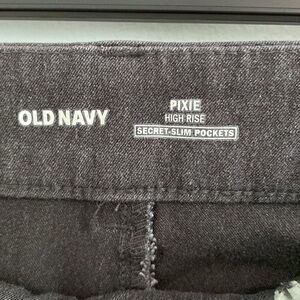 OLD NAVY
PIXIE
HIGH RISE
SECRET-SLIM POCKETS